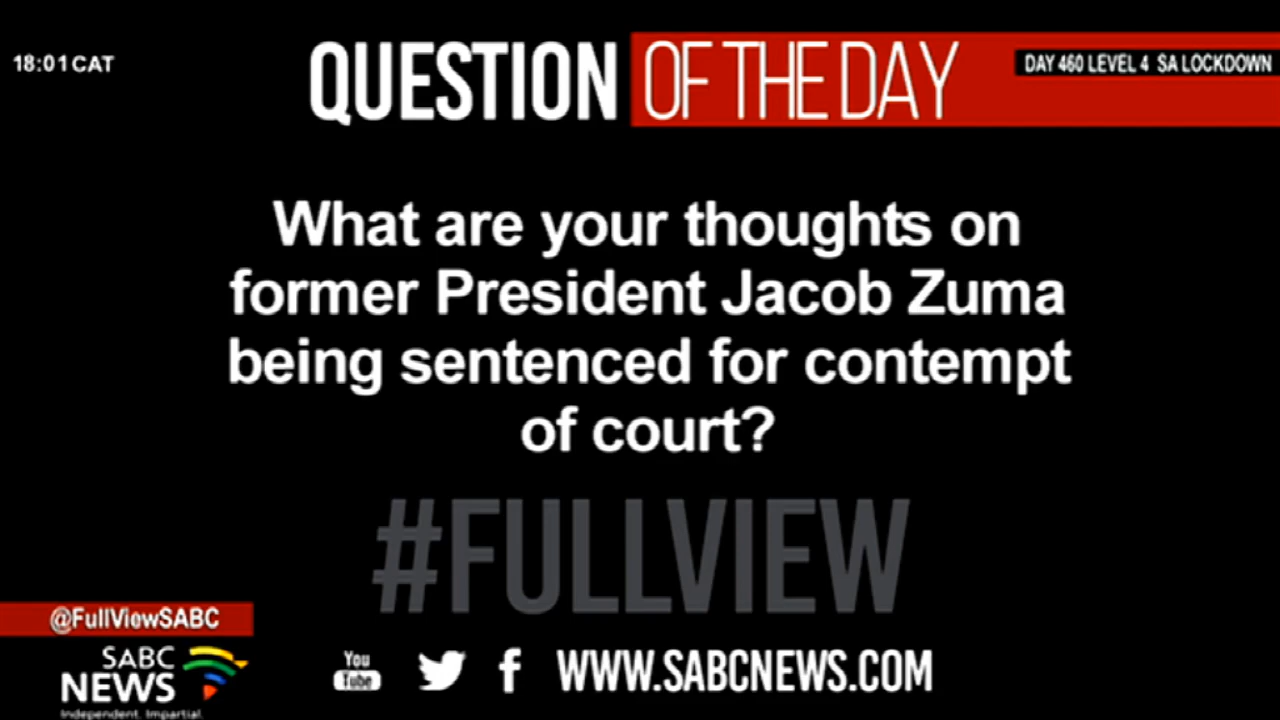 18:01 CAT
QUESTION OF THE DAY
DAY 460 LEVEL 4 SA LOCKDOWN
What are your thoughts on
former President Jacob Zuma
being sentenced for contempt
of court?
#FULLVIEW
@FullViewSABC
SABC
NEWS
Independent. Impartial.
You
Tube
WWW.SABCNEWS.COM